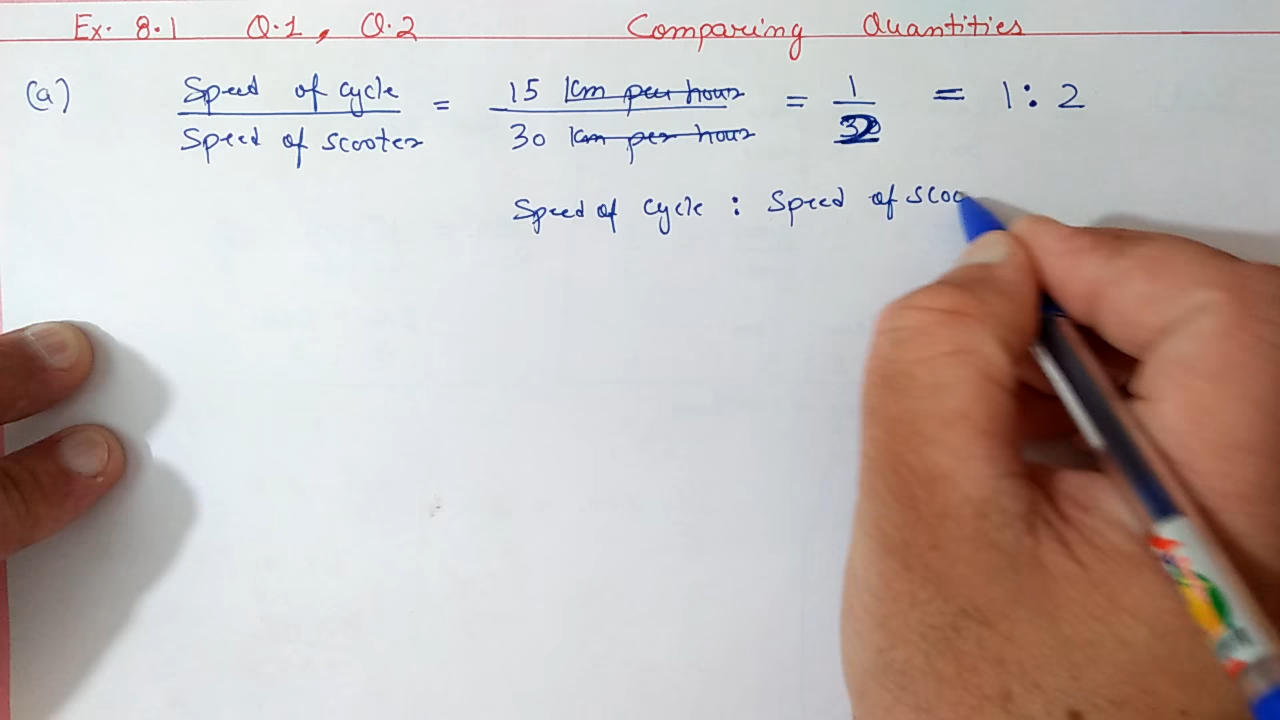 Ex. 8.1 Q.1, Q.2 Comparing Quantities
(a) Speed of cycle / Speed of scooter = 15 km per hour / 30 km per hour = 1 / 2 = 1 : 2
Speed of cycle : Speed of scoo